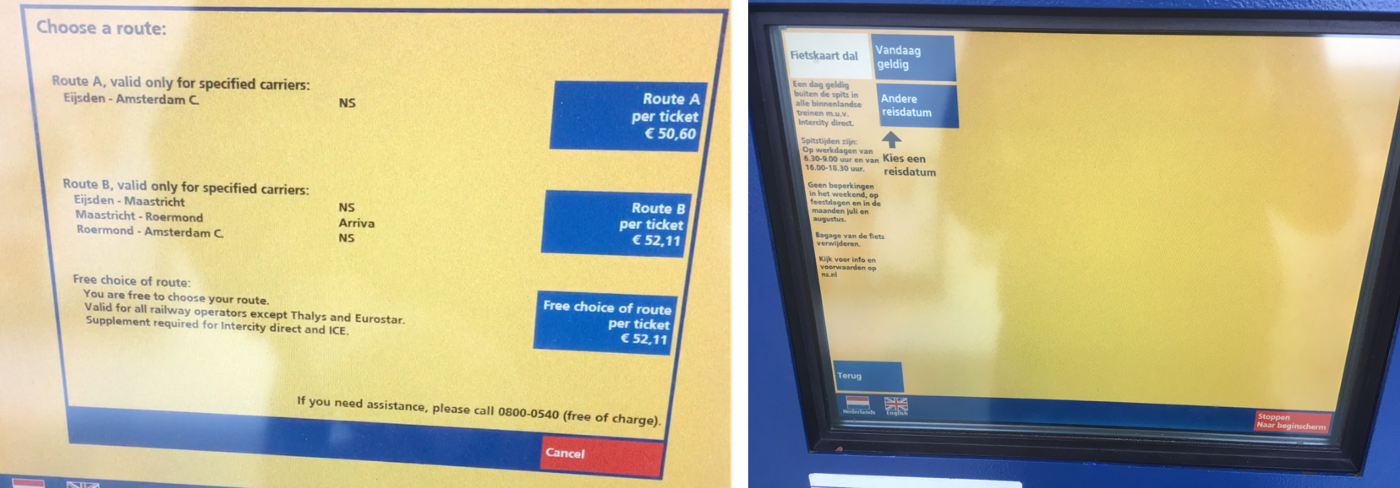 Choose a route:
Route A, valid only for specified carriers:
Eijsden - Amsterdam C. NS
Route A
per ticket
€ 50,60
Route B, valid only for specified carriers:
Eijsden - Maastricht NS
Maastricht - Roermond Arriva
Roermond - Amsterdam C. NS
Route B
per ticket
€ 52,11
Free choice of route:
You are free to choose your route.
Valid for all railway operators except Thalys and Eurostar.
Supplement required for Intercity direct and ICE.
Free choice of route
per ticket
€ 52,11
If you need assistance, please call 0800-0540 (free of charge).
Cancel
Fietskaart dal
Vandaag
geldig
Een dag geldig
buiten de spits in
alle binnenlandse
treinen m.u.v.
Intercity direct.
Andere
reisdatum
Spitstijden zijn:
Op werkdagen van
6.30-9.00 uur en van
16.00-18.30 uur.
Kies een
reisdatum
Geen beperkingen
in het weekend, op
feestdagen en in de
maanden juli en
augustus.
Bagage van de fiets
verwijderen.
Kijk voor info en
voorwaarden op
ns.nl
Terug
Nederlands
English
Stoppen
Naar beginscherm